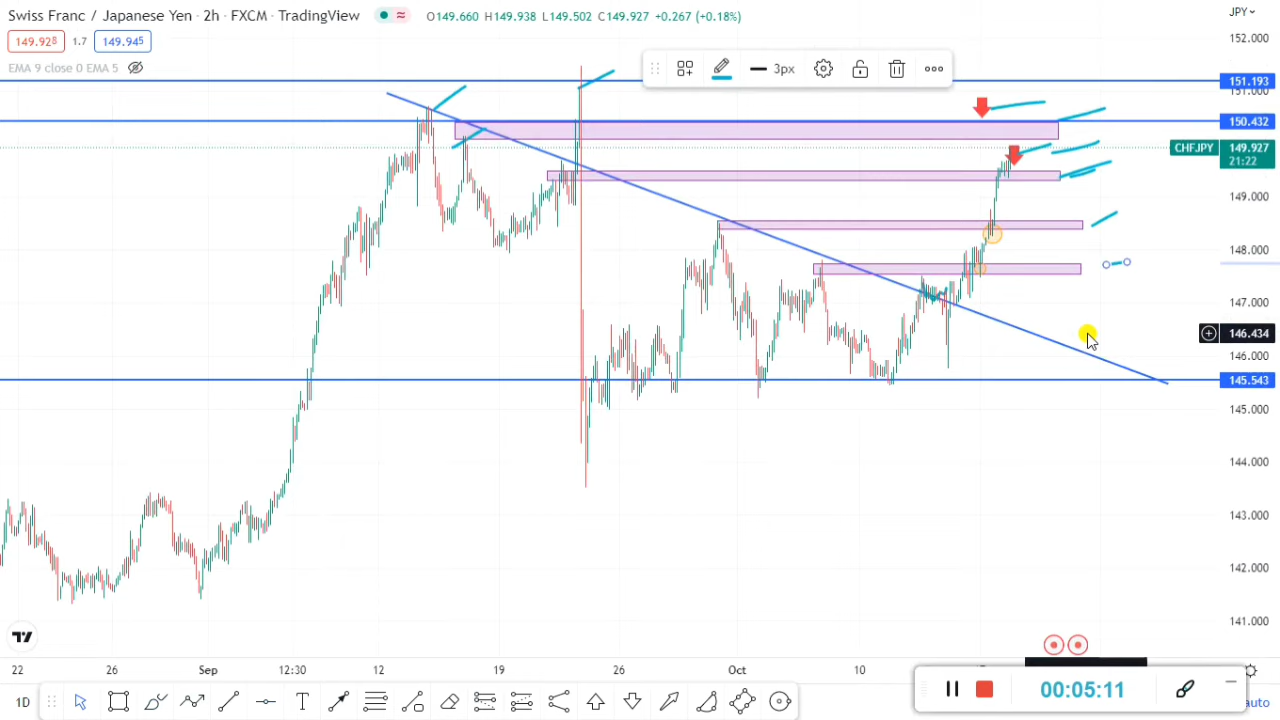 Swiss Franc / Japanese Yen · 2h · FXCM · TradingView O149.660 H149.938 L149.502 C149.927 +0.267 (+0.18%)
JPY
149.928 1.7 149.945
EMA 9 close 0 EMA 5
3px
152.000
151.193
151.000
150.432
CHFJPY 149.927
21:22
149.000
148.000
147.000
146.434
146.000
145.543
145.000
144.000
143.000
142.000
141.000
22 26 Sep 12:30 12 19 26 Oct 10
1D T 00:05:11 auto